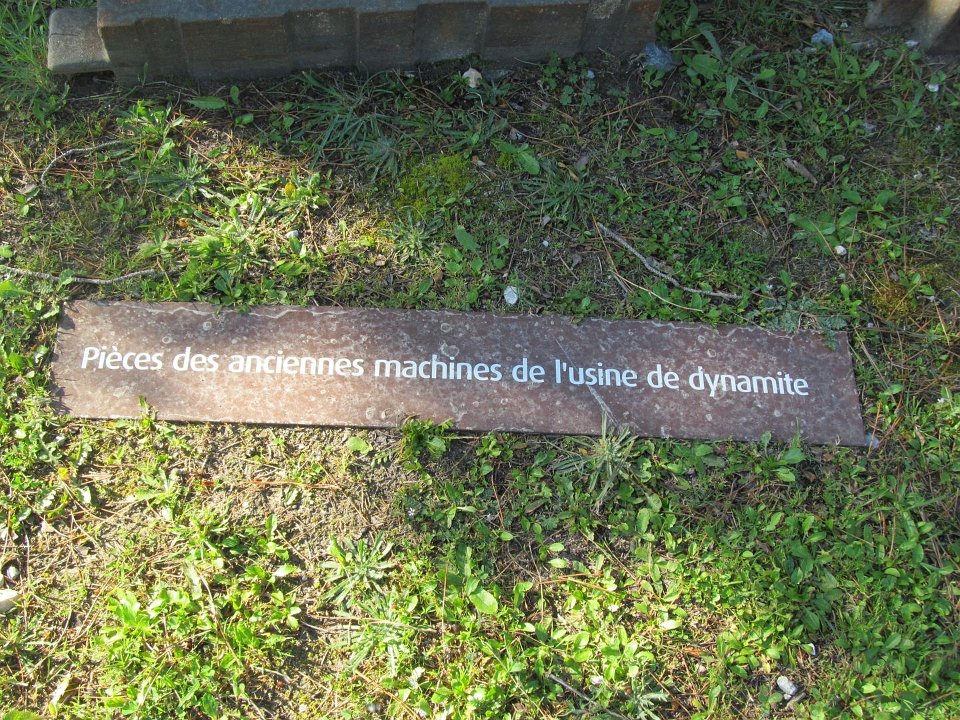 Pièces des anciennes machines de l'usine de dynamite